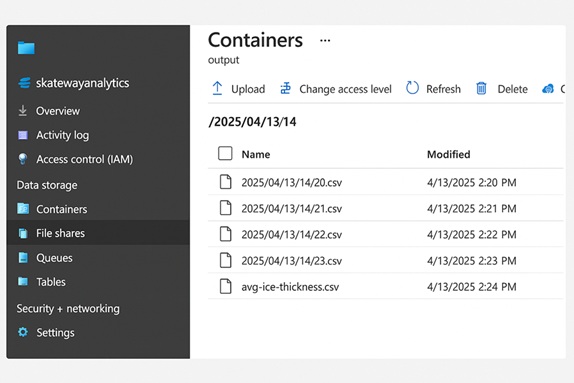 skatewayanalytics
Overview
Activity log
Access control (IAM)
Data storage
Containers
File shares
Queues
Tables
Security + networking
Settings
Containers ...
output
Upload Change access level Refresh Delete C
/2025/04/13/14
Name Modified
2025/04/13/14/20.csv 4/13/2025 2:20 PM
2025/04/13/14/21.csv 4/13/2025 2:21 PM
2025/04/13/14/22.csv 4/13/2025 2:22 PM
2025/04/13/14/23.csv 4/13/2025 2:23 PM
avg-ice-thickness.csv 4/13/2025 2:24 PM